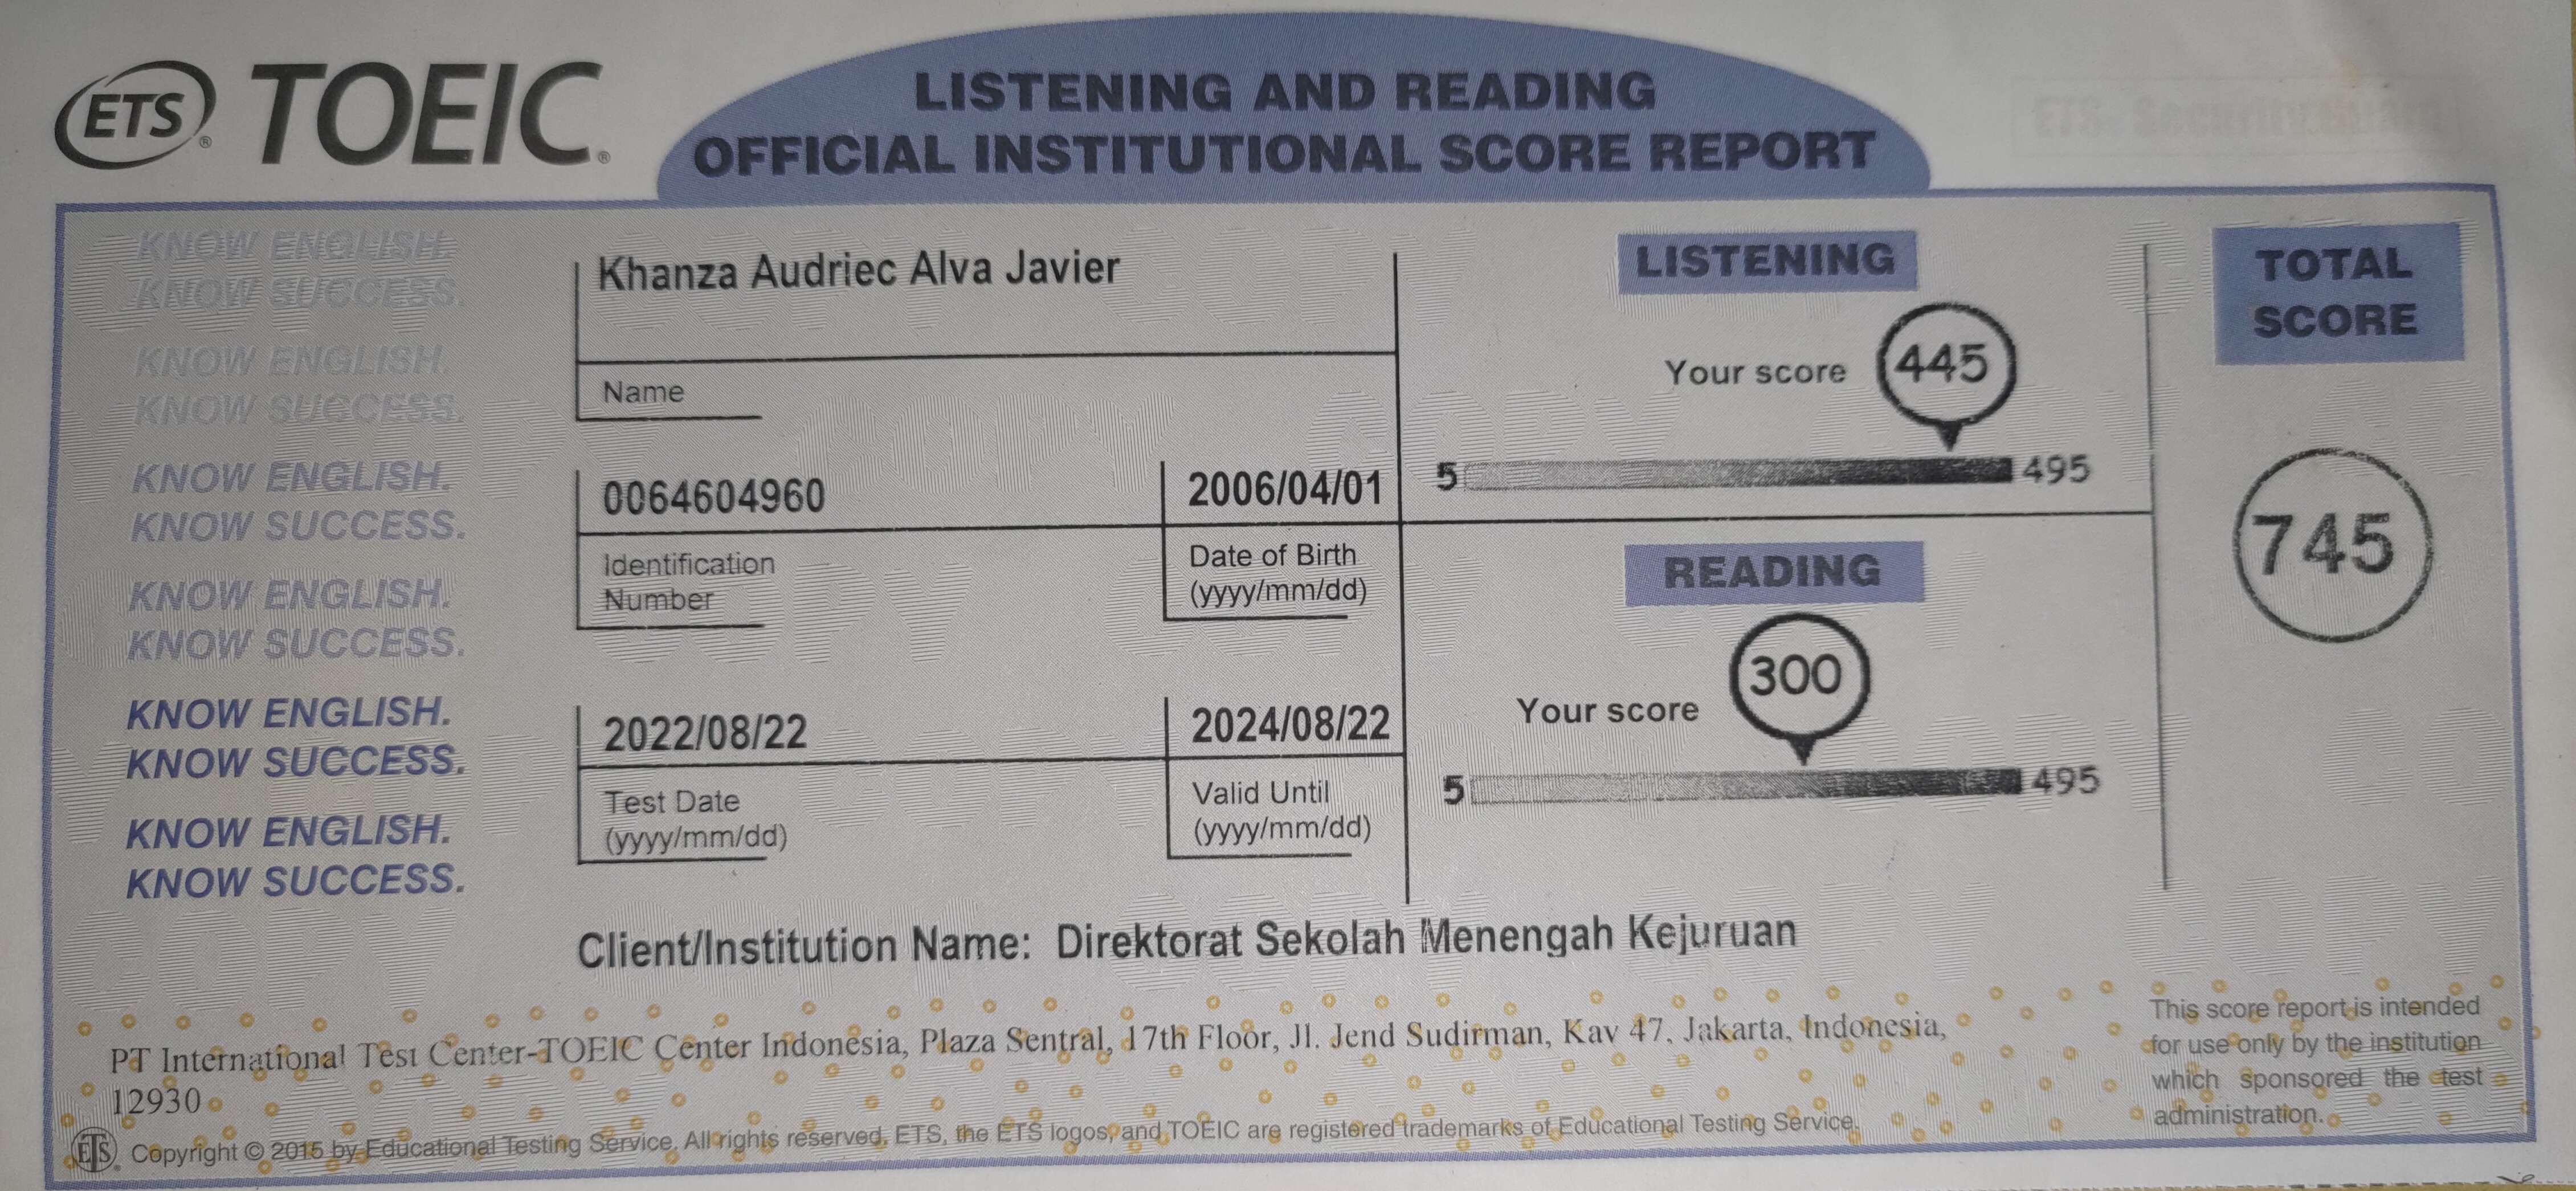 ETS® TOEIC®
LISTENING AND READING
OFFICIAL INSTITUTIONAL SCORE REPORT
KNOW ENGLISH.
KNOW SUCCESS.
KNOW ENGLISH.
KNOW SUCCESS.
KNOW ENGLISH.
KNOW SUCCESS.
KNOW ENGLISH.
KNOW SUCCESS.
KNOW ENGLISH.
KNOW SUCCESS.
KNOW ENGLISH.
KNOW SUCCESS.
Khanza Audriec Alva Javier
Name
0064604960
Identification
Number
2006/04/01
Date of Birth
(yyyy/mm/dd)
2022/08/22
Test Date
(yyyy/mm/dd)
2024/08/22
Valid Until
(yyyy/mm/dd)
LISTENING
Your score 445
5 495
READING
Your score 300
5 495
TOTAL
SCORE
745
Client/Institution Name: Direktorat Sekolah Menengah Kejuruan
PT International Test Center-TOEIC Center Indonesia, Plaza Sentral, 17th Floor, Jl. Jend Sudirman, Kav 47. Jakarta, Indonesia,
12930
This score report is intended
for use only by the institution
which sponsored the test
administration.
ETS® Copyright © 2015 by Educational Testing Service. All rights reserved. ETS, the ETS logos, and TOEIC are registered trademarks of Educational Testing Service.